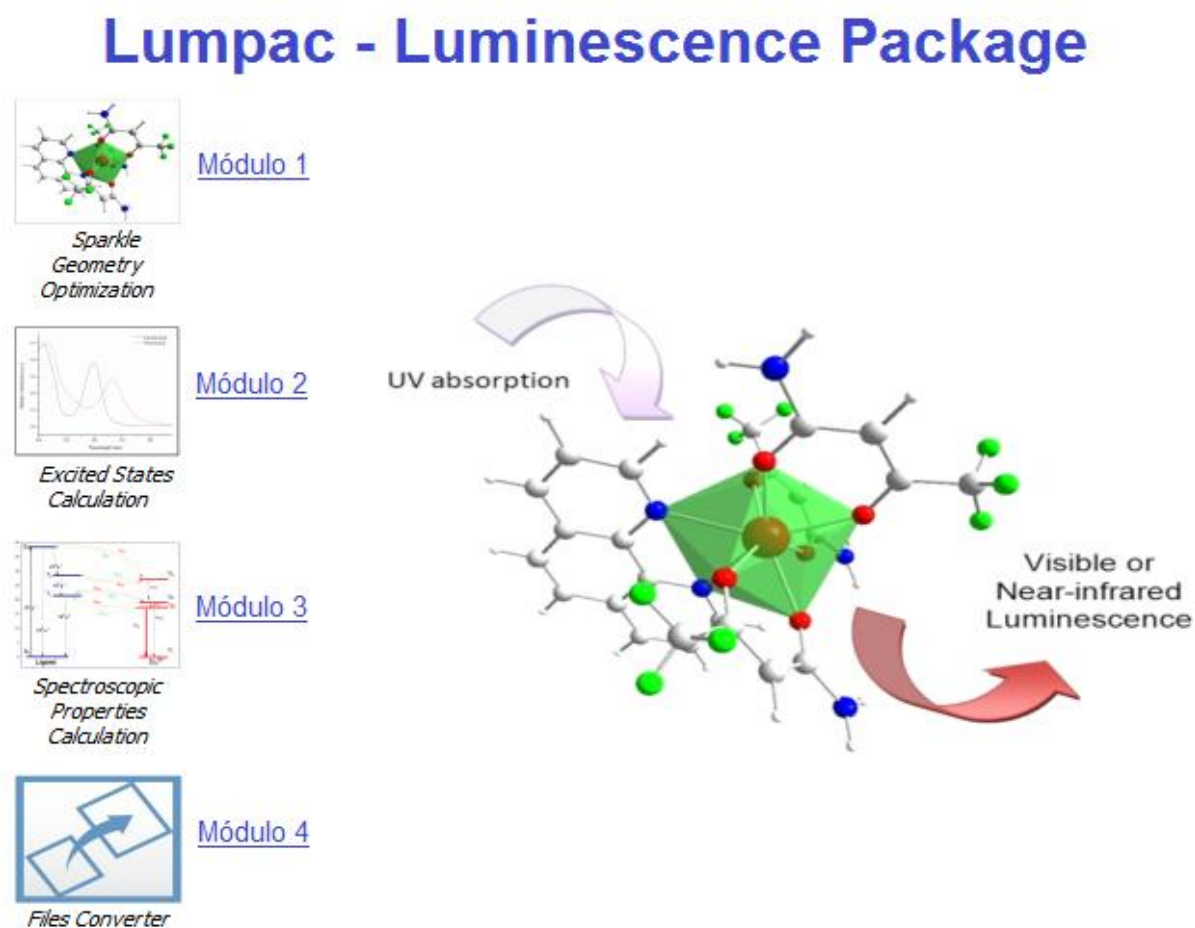 Lumpac - Luminescence Package
Módulo 1
Sparkle
Geometry
Optimization
Módulo 2
Excited States
Calculation
Módulo 3
Ligand
Spectroscopic
Properties
Calculation
Módulo 4
Files Converter
UV absorption
Visible or
Near-infrared
Luminescence